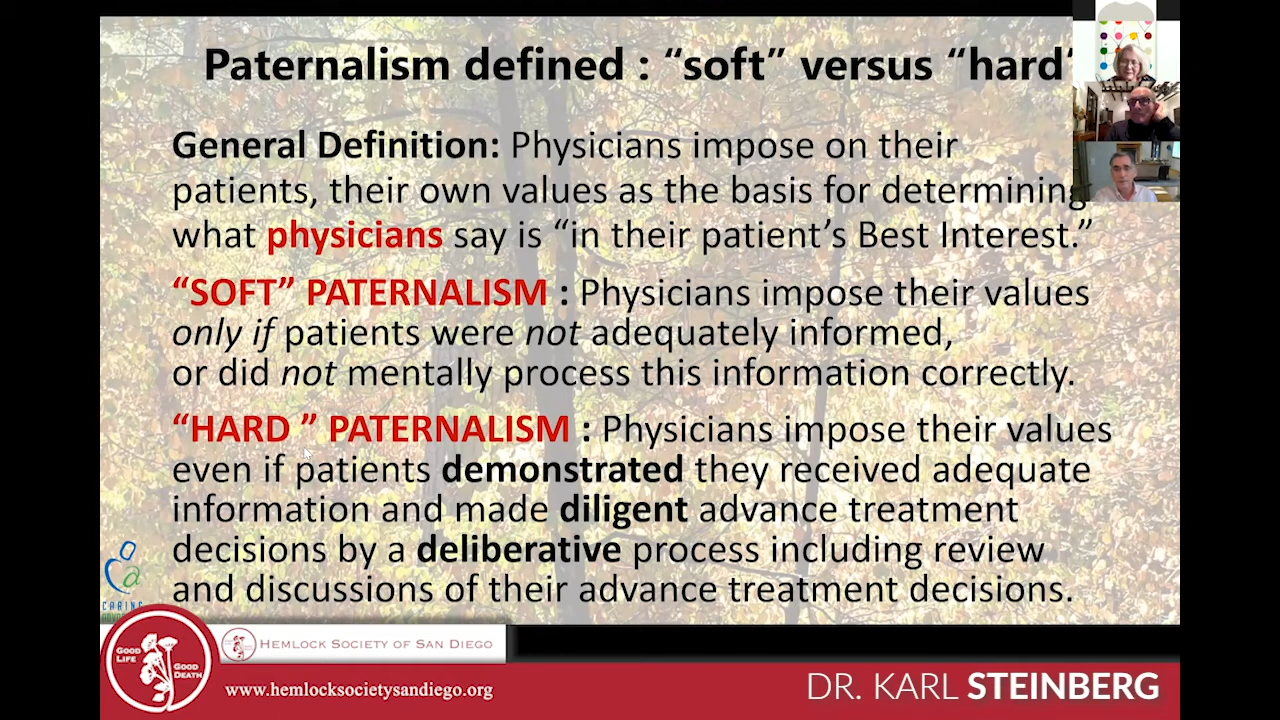 Paternalism defined : “soft” versus “hard”
General Definition: Physicians impose on their
patients, their own values as the basis for determining
what physicians say is “in their patient’s Best Interest.”
“SOFT” PATERNALISM : Physicians impose their values
only if patients were not adequately informed,
or did not mentally process this information correctly.
“HARD ” PATERNALISM : Physicians impose their values
even if patients demonstrated they received adequate
information and made diligent advance treatment
decisions by a deliberative process including review
and discussions of their advance treatment decisions.
Ca
CARING
GOOD
LIFE
GOOD
DEATH
HEMLOCK SOCIETY OF SAN DIEGO
www.hemlocksocietysandiego.org
DR. KARL STEINBERG